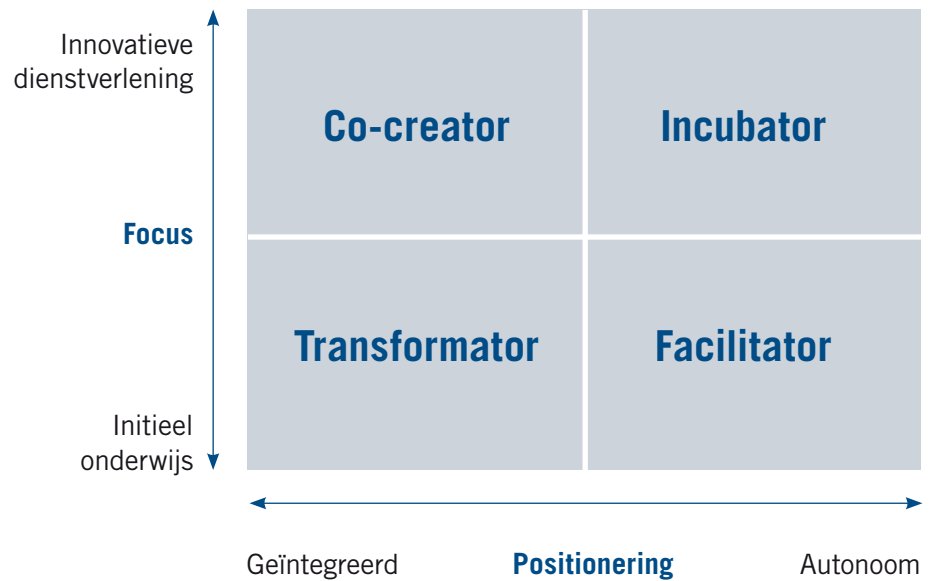 Innovatieve
dienstverlening
Co-creator
Incubator
Focus
Transformator
Facilitator
Initieel
onderwijs
Geïntegreerd
Positionering
Autonoom